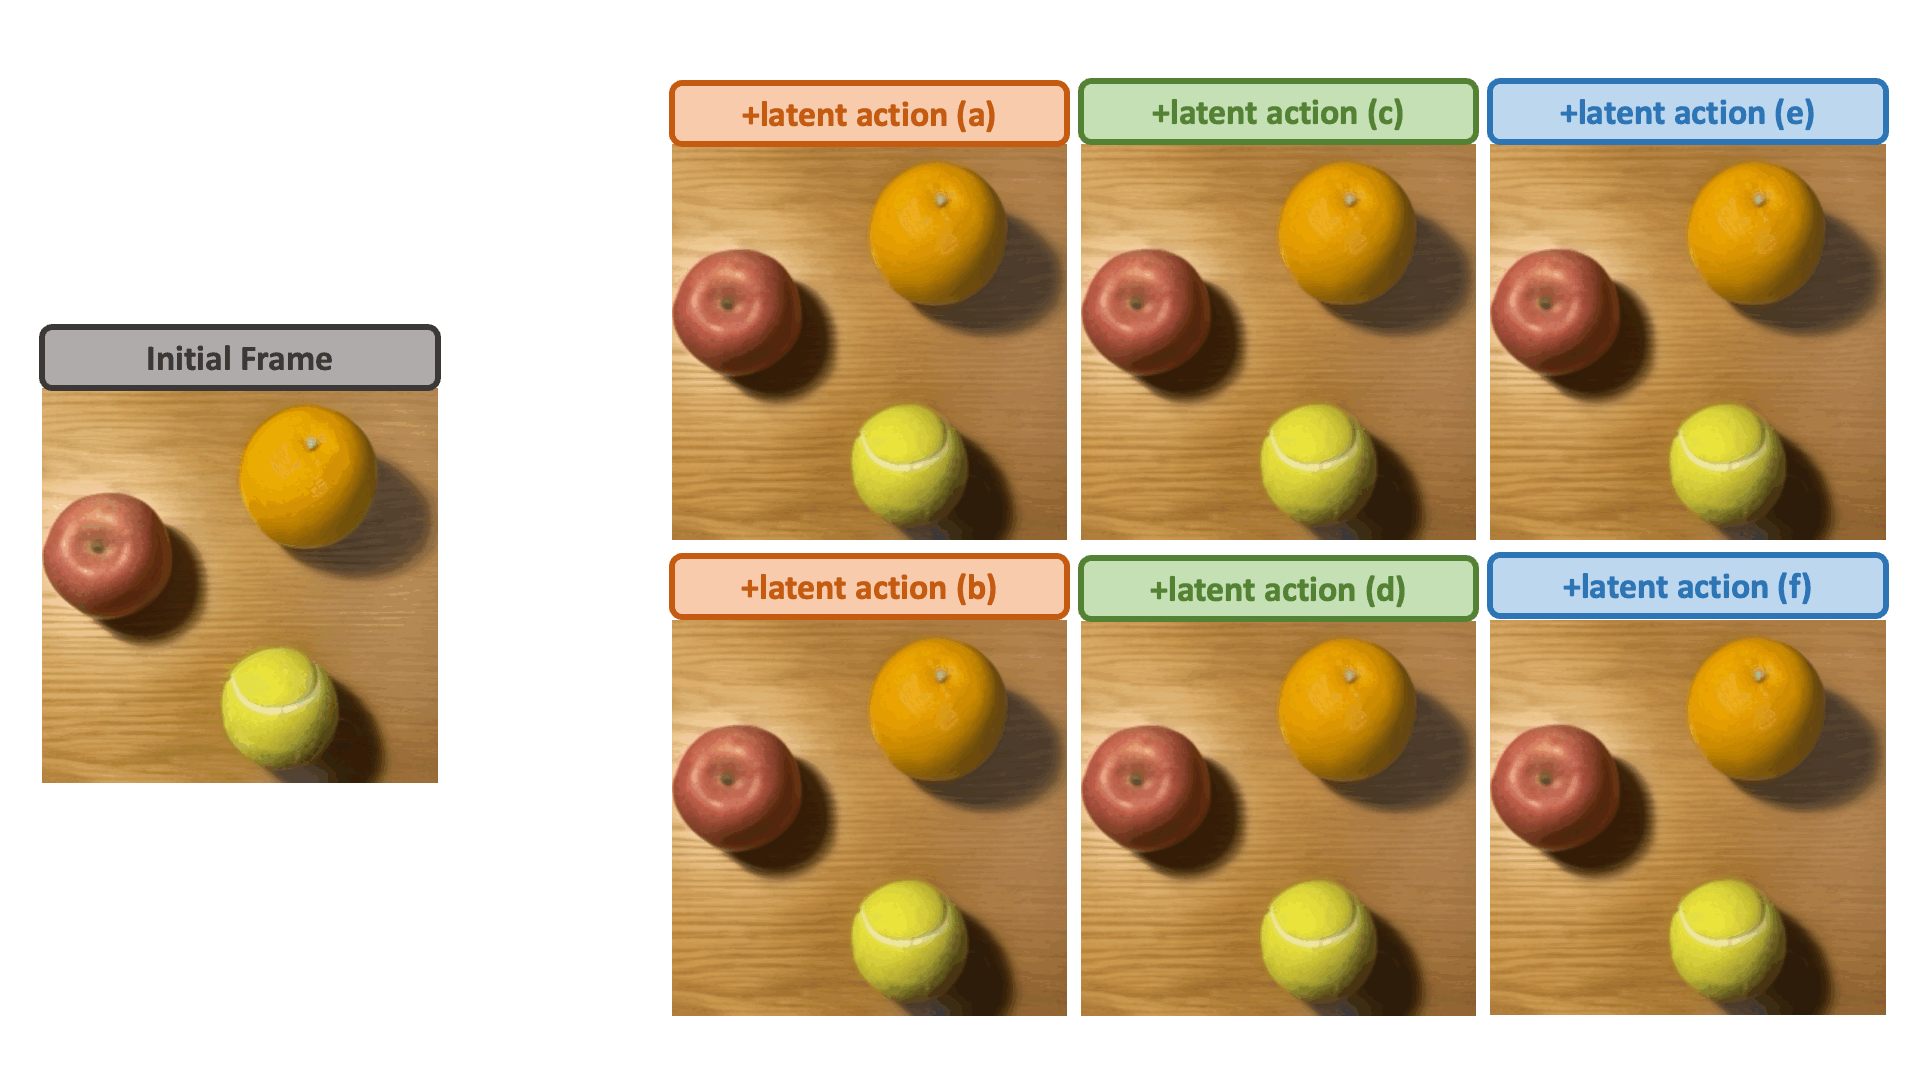 Initial Frame
+latent action (a)
+latent action (c)
+latent action (e)
+latent action (b)
+latent action (d)
+latent action (f)